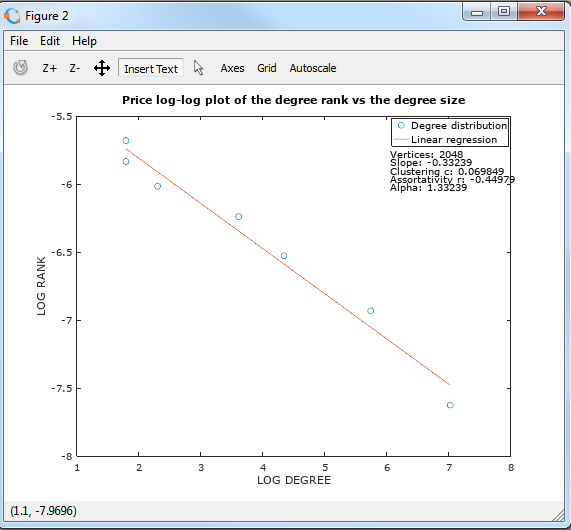 Figure 2
File Edit Help
Z+ Z- Insert Text Axes Grid Autoscale
Price log-log plot of the degree rank vs the degree size
-5.5
-6
-6.5
-7
-7.5
-8
LOG RANK
Degree distribution
Linear regression
Vertices: 2048
Slope: -0.33239
Clustering c: 0.069849
Assortativity r: -0.44979
Alpha: 1.33239
1 2 3 4 5 6 7 8
LOG DEGREE
(1.1, -7.9696)